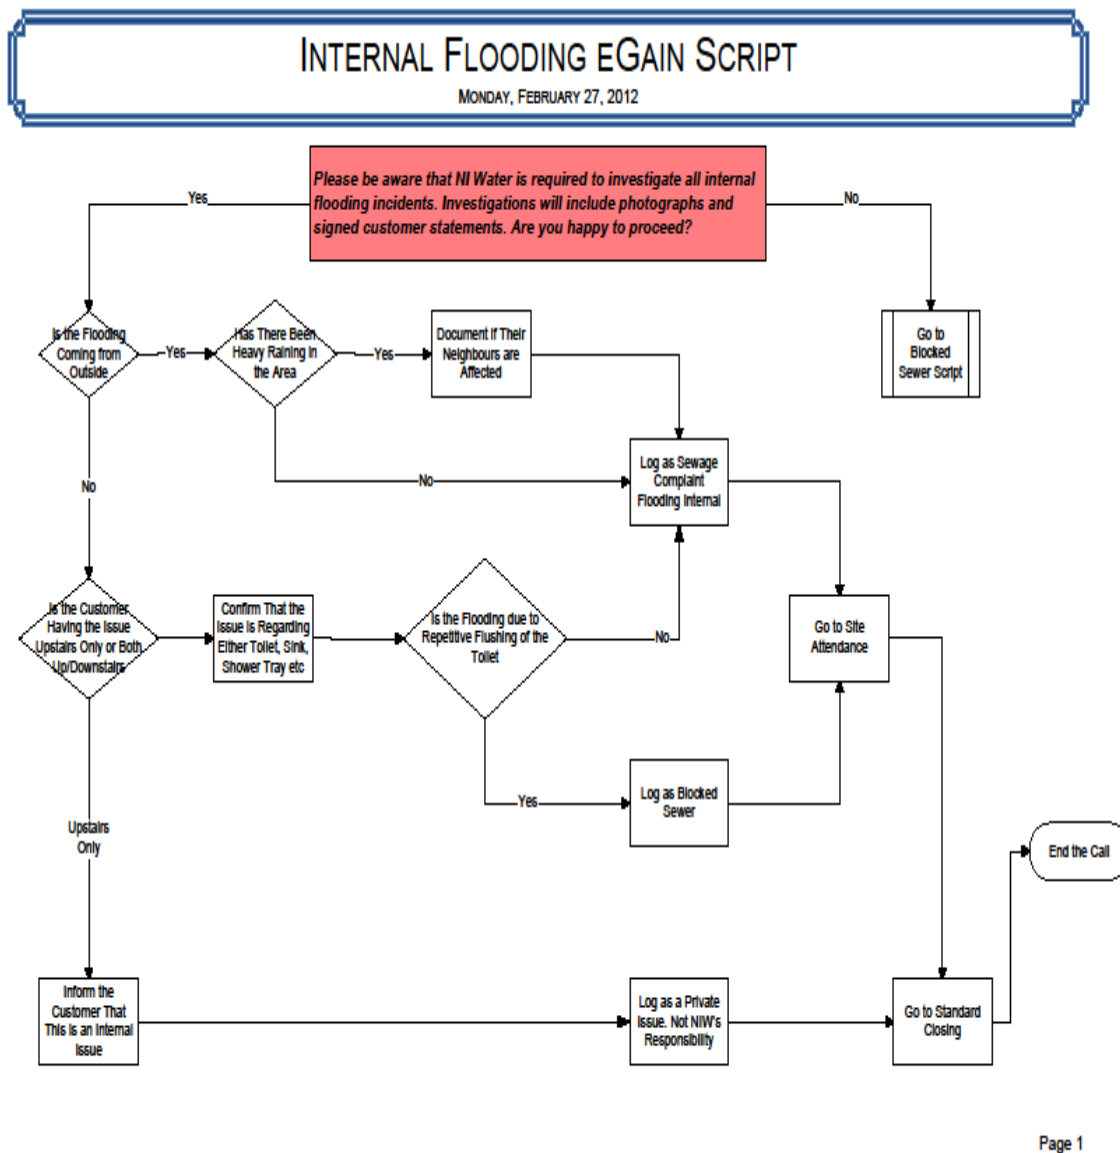 INTERNAL FLOODING EGAIN SCRIPT
MONDAY, FEBRUARY 27, 2012
Please be aware that NI Water is required to investigate all internal
flooding incidents. Investigations will include photographs and
signed customer statements. Are you happy to proceed?
Yes
No
Is the Flooding
Coming from
Outside
Yes
Has There Been
Heavy Raining in
the Area
Yes
Document If Their
Neighbours are
Affected
Go to
Blocked
Sewer Script
No
No
Log as Sewage
Complaint
Flooding Internal
Is the Customer
Having the Issue
Upstairs Only or Both
Up/Downstairs
Confirm That the
Issue is Regarding
Either Toilet, Sink,
Shower Tray etc
Is the Flooding due to
Repetitive Flushing of the
Toilet
No
Go to Site
Attendance
Yes
Log as Blocked
Sewer
Upstairs
Only
End the Call
Inform the
Customer That
This is an Internal
Issue
Log as a Private
Issue. Not NIW's
Responsibility
Go to Standard
Closing
Page 1